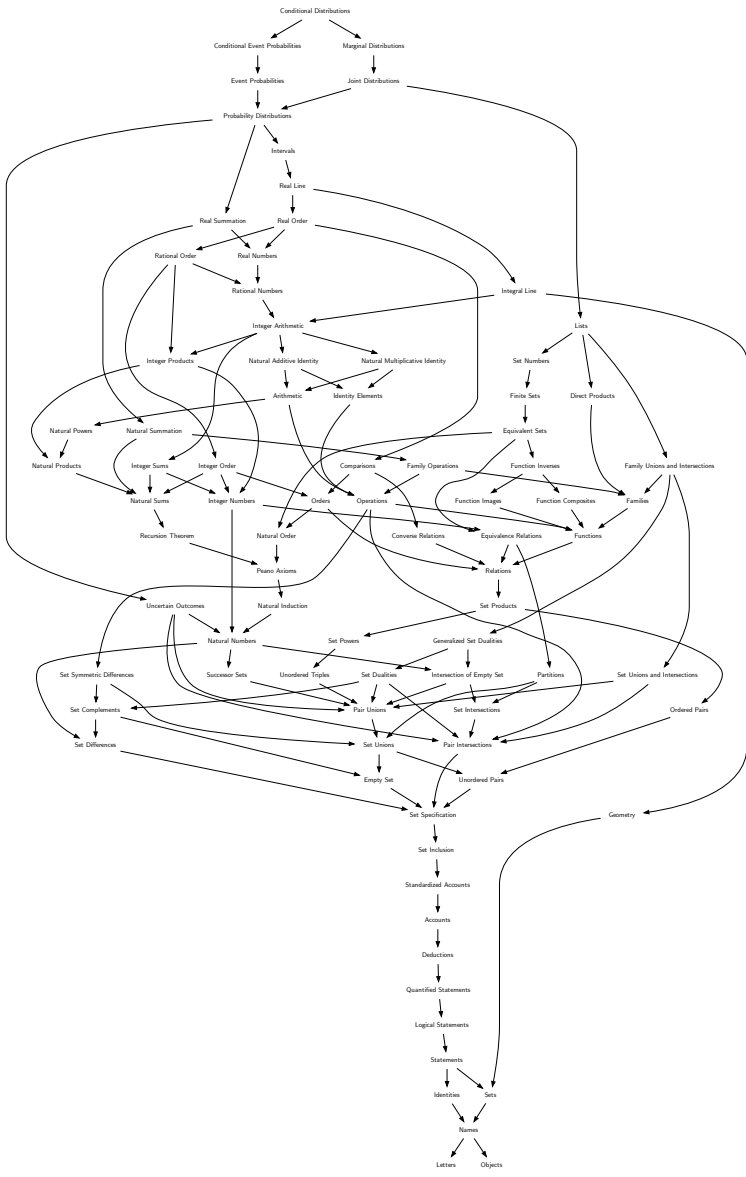 Conditional Distributions
Conditional Event Probabilities
Marginal Distributions
Event Probabilities
Joint Distributions
Probability Distributions
Intervals
Real Line
Real Summation
Real Order
Rational Order
Real Numbers
Rational Numbers
Integral Line
Integer Arithmetic
Lists
Integer Products
Natural Additive Identity
Natural Multiplicative Identity
Set Numbers
Arithmetic
Identity Elements
Finite Sets
Direct Products
Natural Powers
Natural Summation
Equivalent Sets
Natural Products
Integer Sums
Integer Order
Comparisons
Family Operations
Function Inverses
Family Unions and Intersections
Natural Sums
Integer Numbers
Orders
Operations
Function Images
Function Composites
Families
Recursion Theorem
Natural Order
Converse Relations
Equivalence Relations
Functions
Peano Axioms
Relations
Uncertain Outcomes
Natural Induction
Set Products
Natural Numbers
Set Powers
Generalized Set Dualities
Set Symmetric Differences
Successor Sets
Unordered Triples
Set Dualities
Intersection of Empty Set
Partitions
Set Unions and Intersections
Set Complements
Pair Unions
Set Intersections
Ordered Pairs
Set Differences
Set Unions
Pair Intersections
Empty Set
Unordered Pairs
Set Specification
Geometry
Set Inclusion
Standardized Accounts
Accounts
Deductions
Quantified Statements
Logical Statements
Statements
Identities
Sets
Names
Letters
Objects